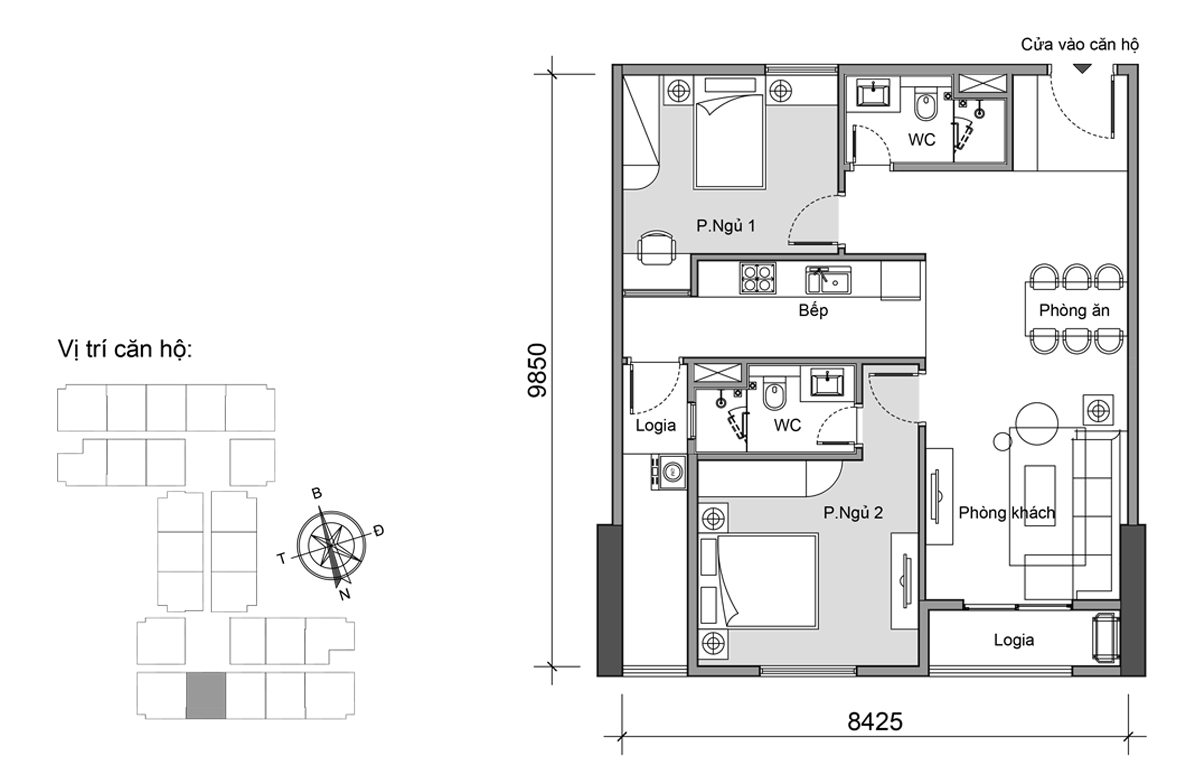 Cửa vào căn hộ
WC
P.Ngủ 1
Bếp
Phòng ăn
9850
Vị trí căn hộ:
Logia
WC
P.Ngủ 2
Phòng khách
B
Đ
T
N
Logia
8425